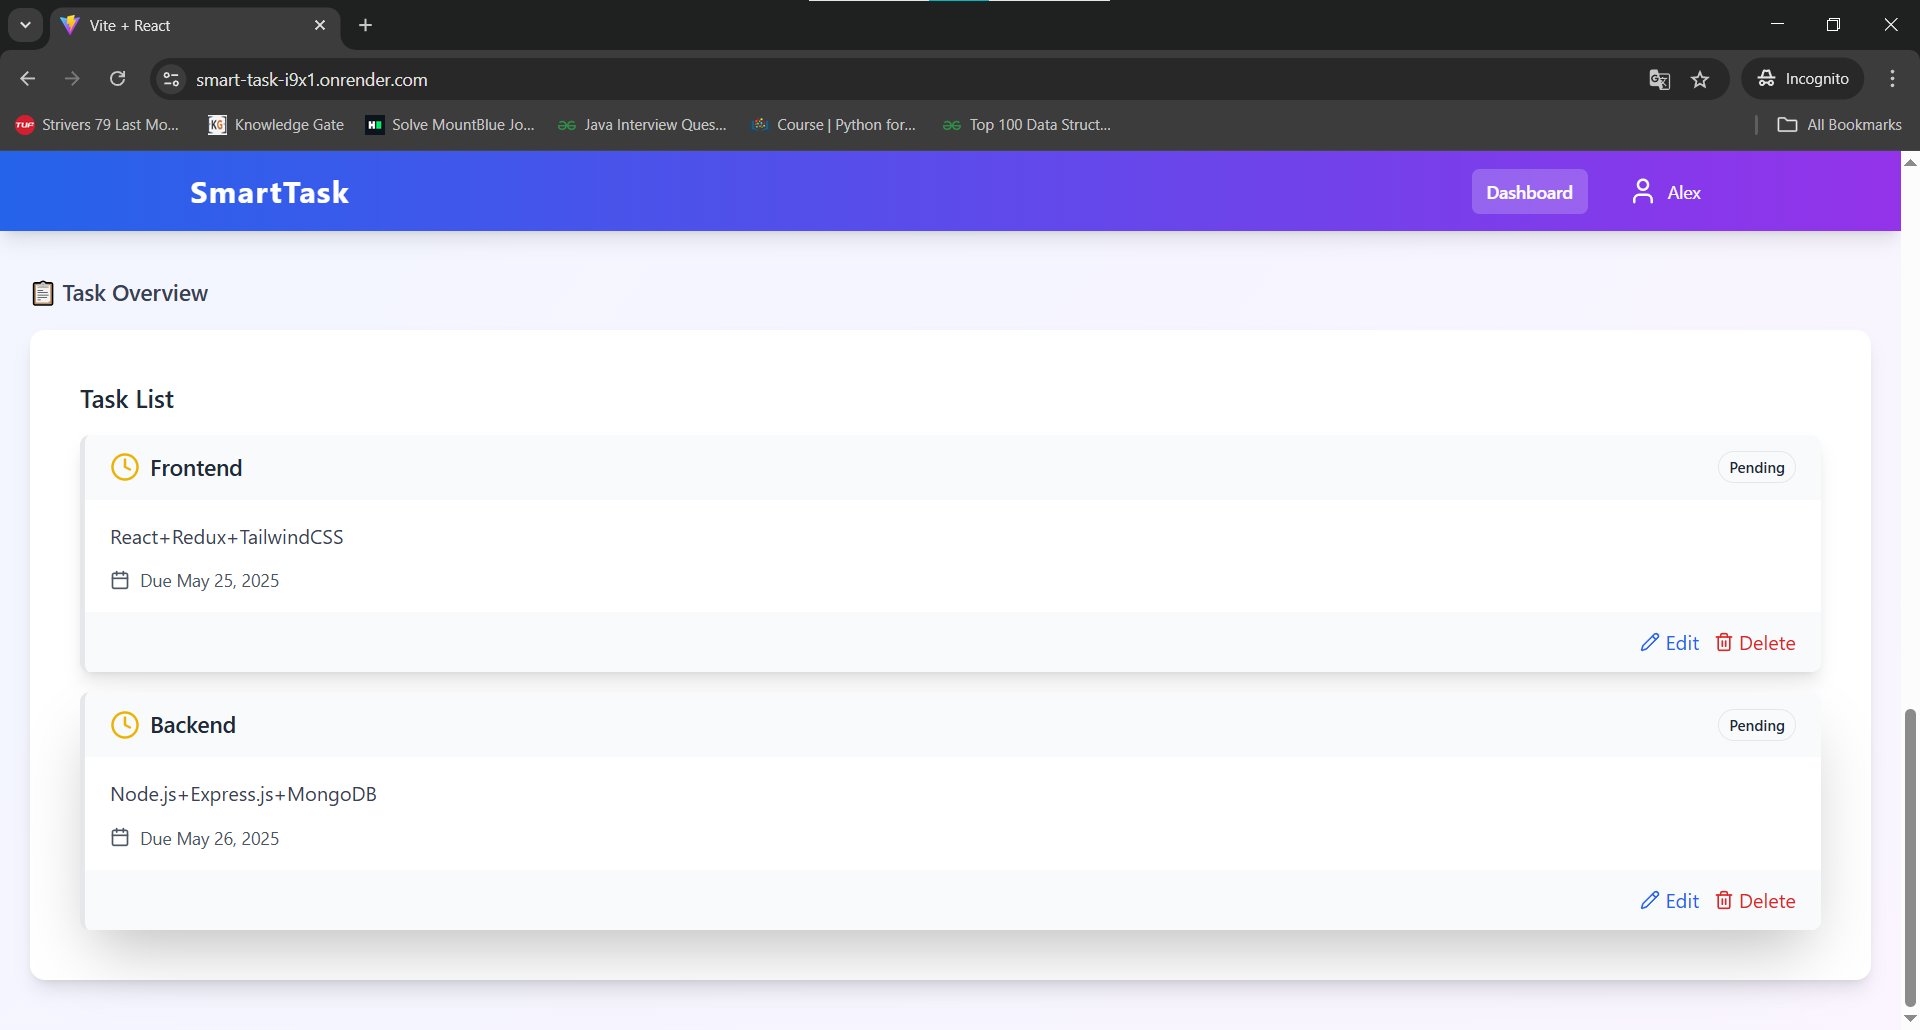 Vite + React
smart-task-i9x1.onrender.com
Incognito
Strivers 79 Last Mo...
Knowledge Gate
Solve MountBlue Jo...
Java Interview Ques...
Course | Python for...
Top 100 Data Struct...
All Bookmarks
SmartTask
Dashboard
Alex
Task Overview
Task List
Frontend
Pending
React+Redux+TailwindCSS
Due May 25, 2025
Edit
Delete
Backend
Pending
Node.js+Express.js+MongoDB
Due May 26, 2025
Edit
Delete